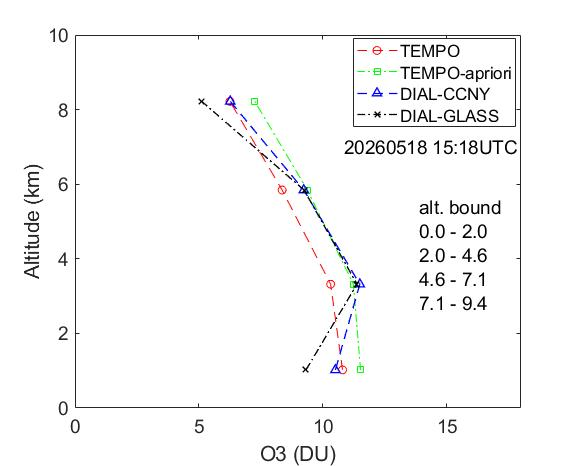 10
8
6
4
2
0
0
5
10
15
Altitude (km)
O3 (DU)
TEMPO
TEMPO-apriori
DIAL-CCNY
DIAL-GLASS
20260518 15:18UTC
alt. bound
0.0 - 2.0
2.0 - 4.6
4.6 - 7.1
7.1 - 9.4